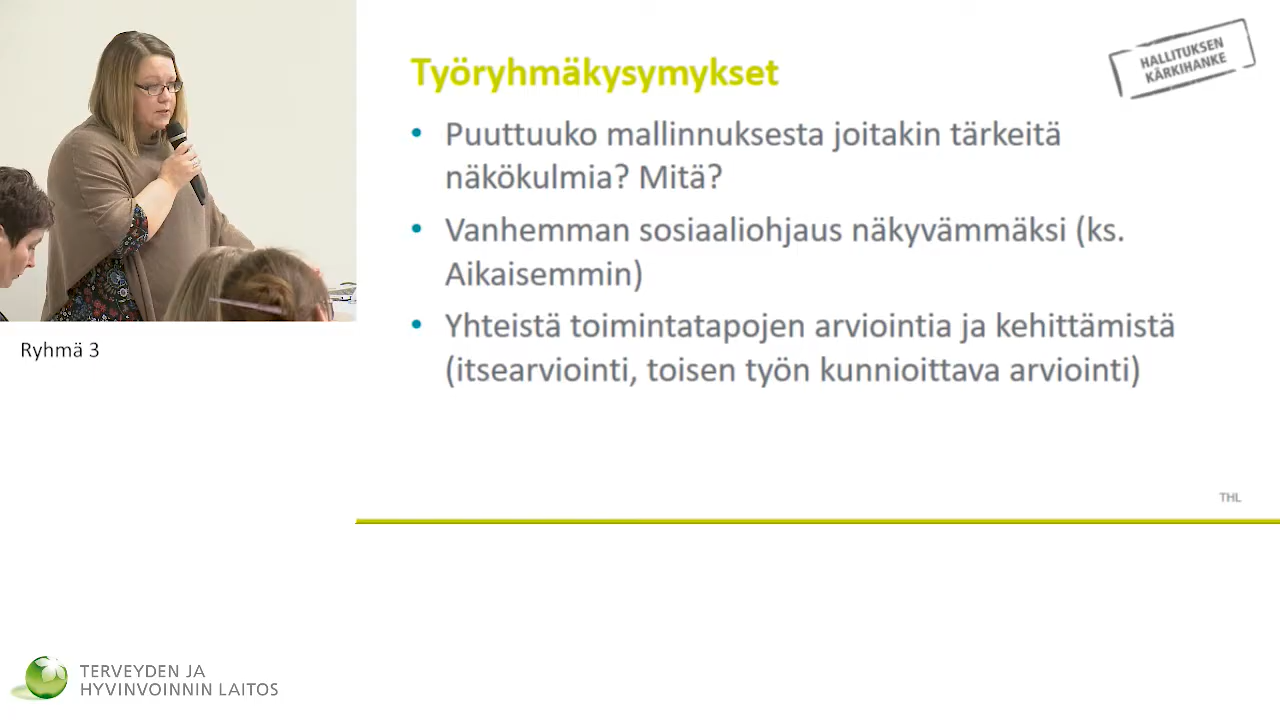 HALLITUKSEN
KÄRKIHANKE
Työryhmäkysymykset
• Puuttuuko mallinnuksesta joitakin tärkeitä
näkökulmia? Mitä?
• Vanhemman sosiaaliohjaus näkyvämmäksi (ks.
Aikaisemmin)
• Yhteistä toimintatapojen arviointia ja kehittämistä
(itsearviointi, toisen työn kunnioittava arviointi)
Ryhmä 3
THL
TERVEYDEN JA
HYVINVOINNIN LAITOS